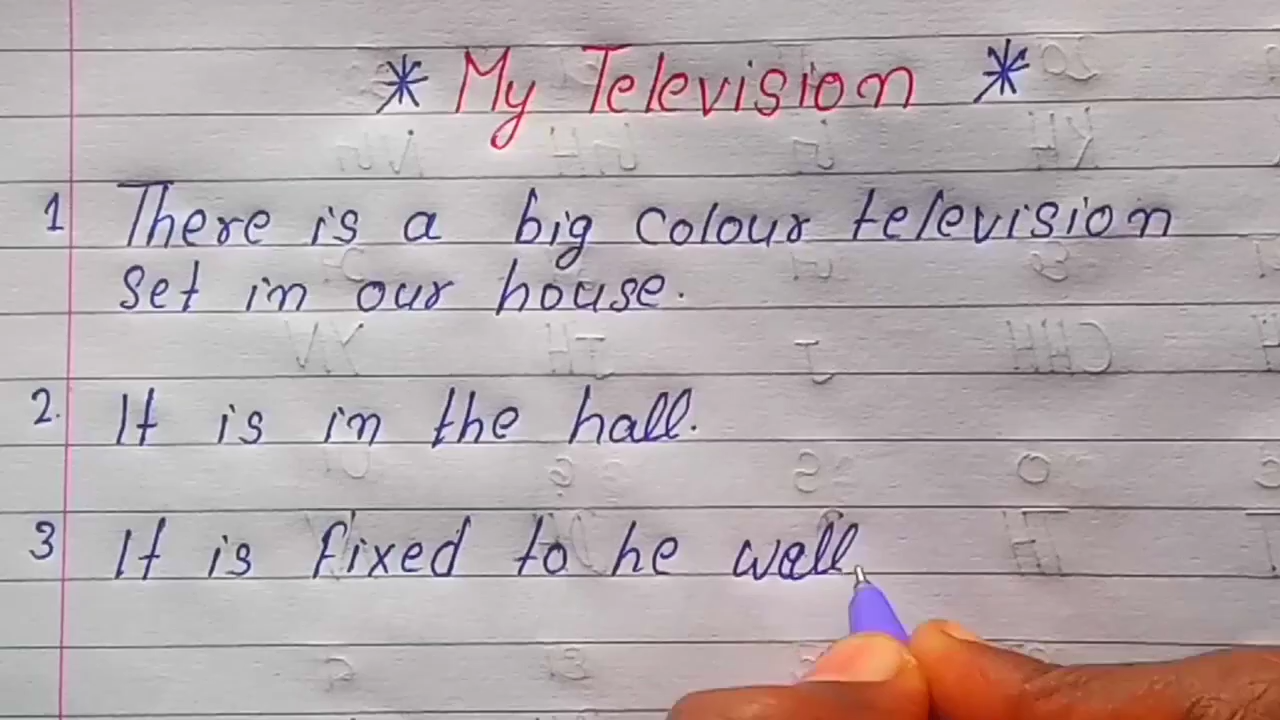 * My Television *
1 There is a big colour television
set in our house.
2. It is in the hall.
3 It is fixed to he wall